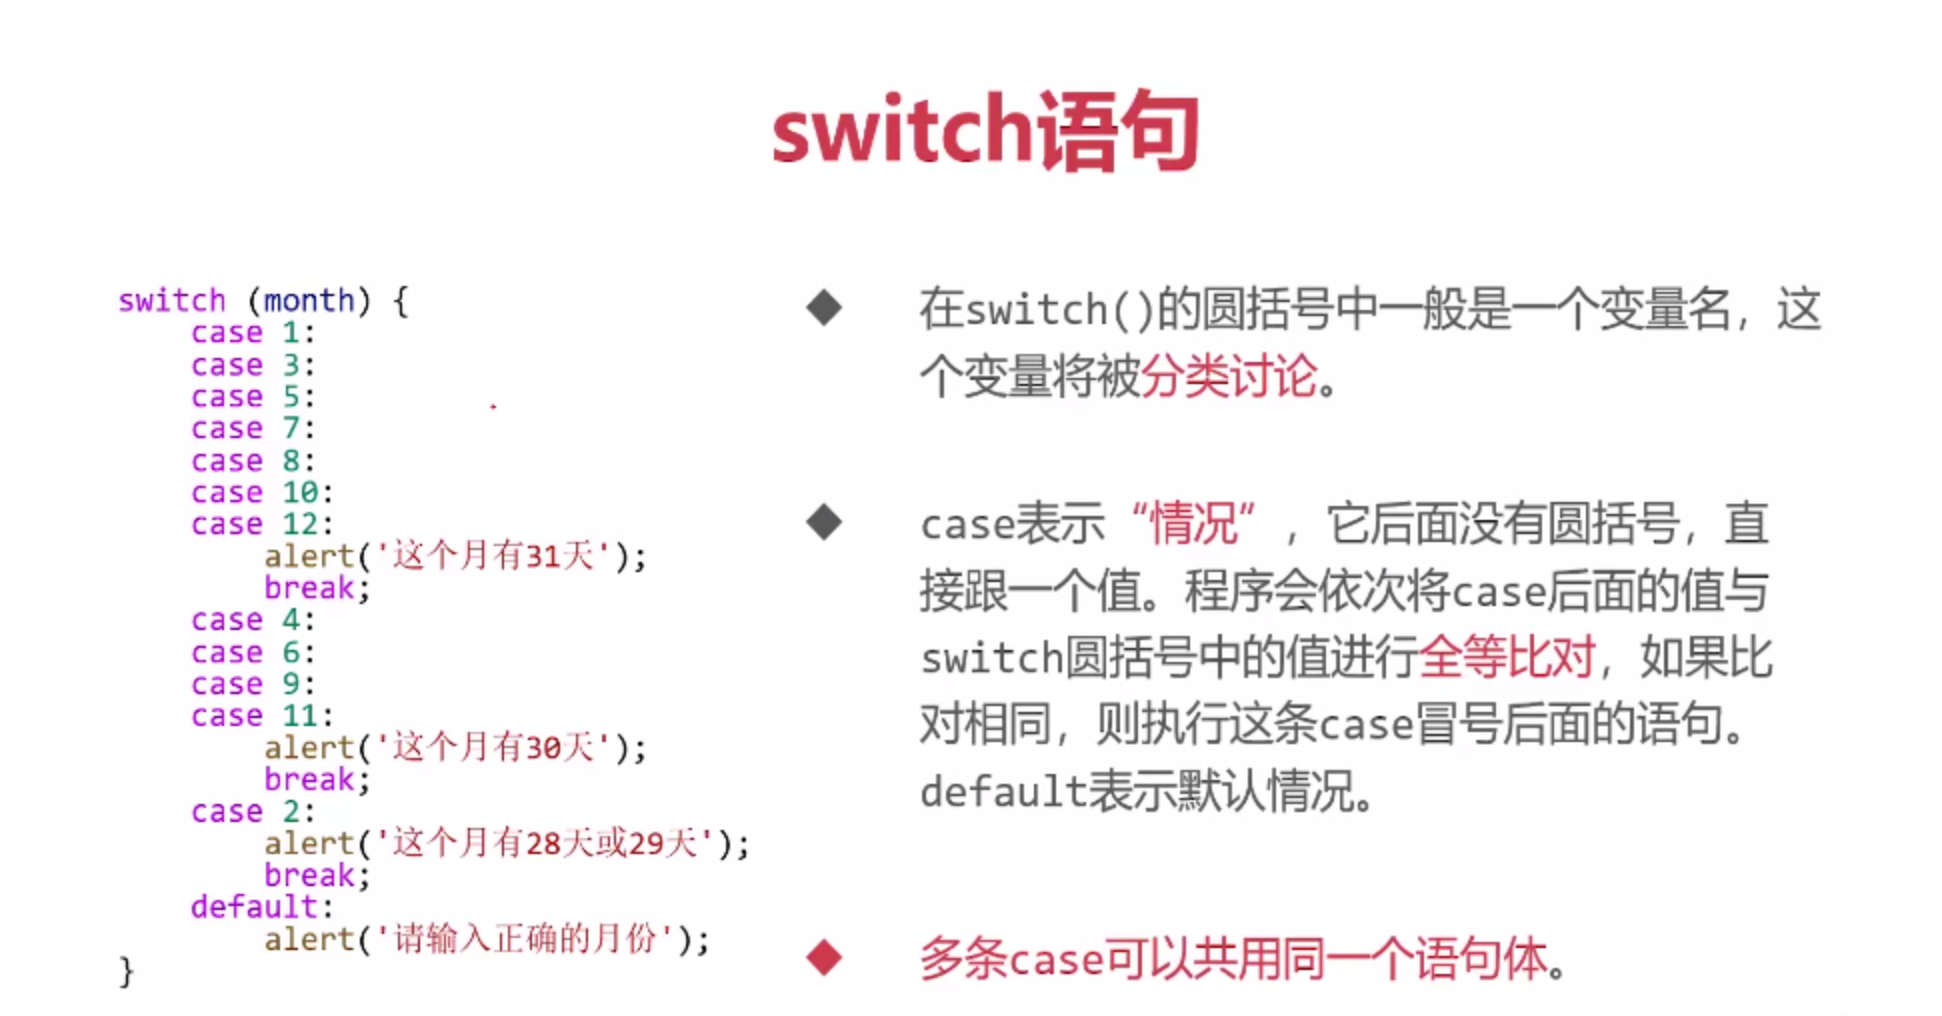 switch语句
switch (month) {
    case 1:
    case 3:
    case 5:
    case 7:
    case 8:
    case 10:
    case 12:
        alert('这个月有31天');
        break;
    case 4:
    case 6:
    case 9:
    case 11:
        alert('这个月有30天');
        break;
    case 2:
        alert('这个月有28天或29天');
        break;
    default:
        alert('请输入正确的月份');
}
在switch()的圆括号中一般是一个变量名，这
个变量将被分类讨论。
case表示“情况”，它后面没有圆括号，直
接跟一个值。程序会依次将case后面的值与
switch圆括号中的值进行全等比对，如果比
对相同，则执行这条case冒号后面的语句。
default表示默认情况。
多条case可以共用同一个语句体。